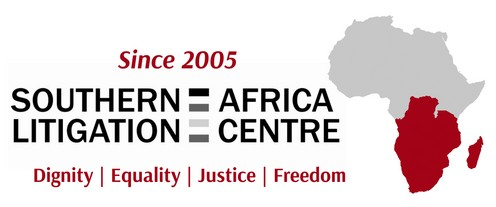 Since 2005
SOUTHERN AFRICA
LITIGATION CENTRE
Dignity | Equality | Justice | Freedom